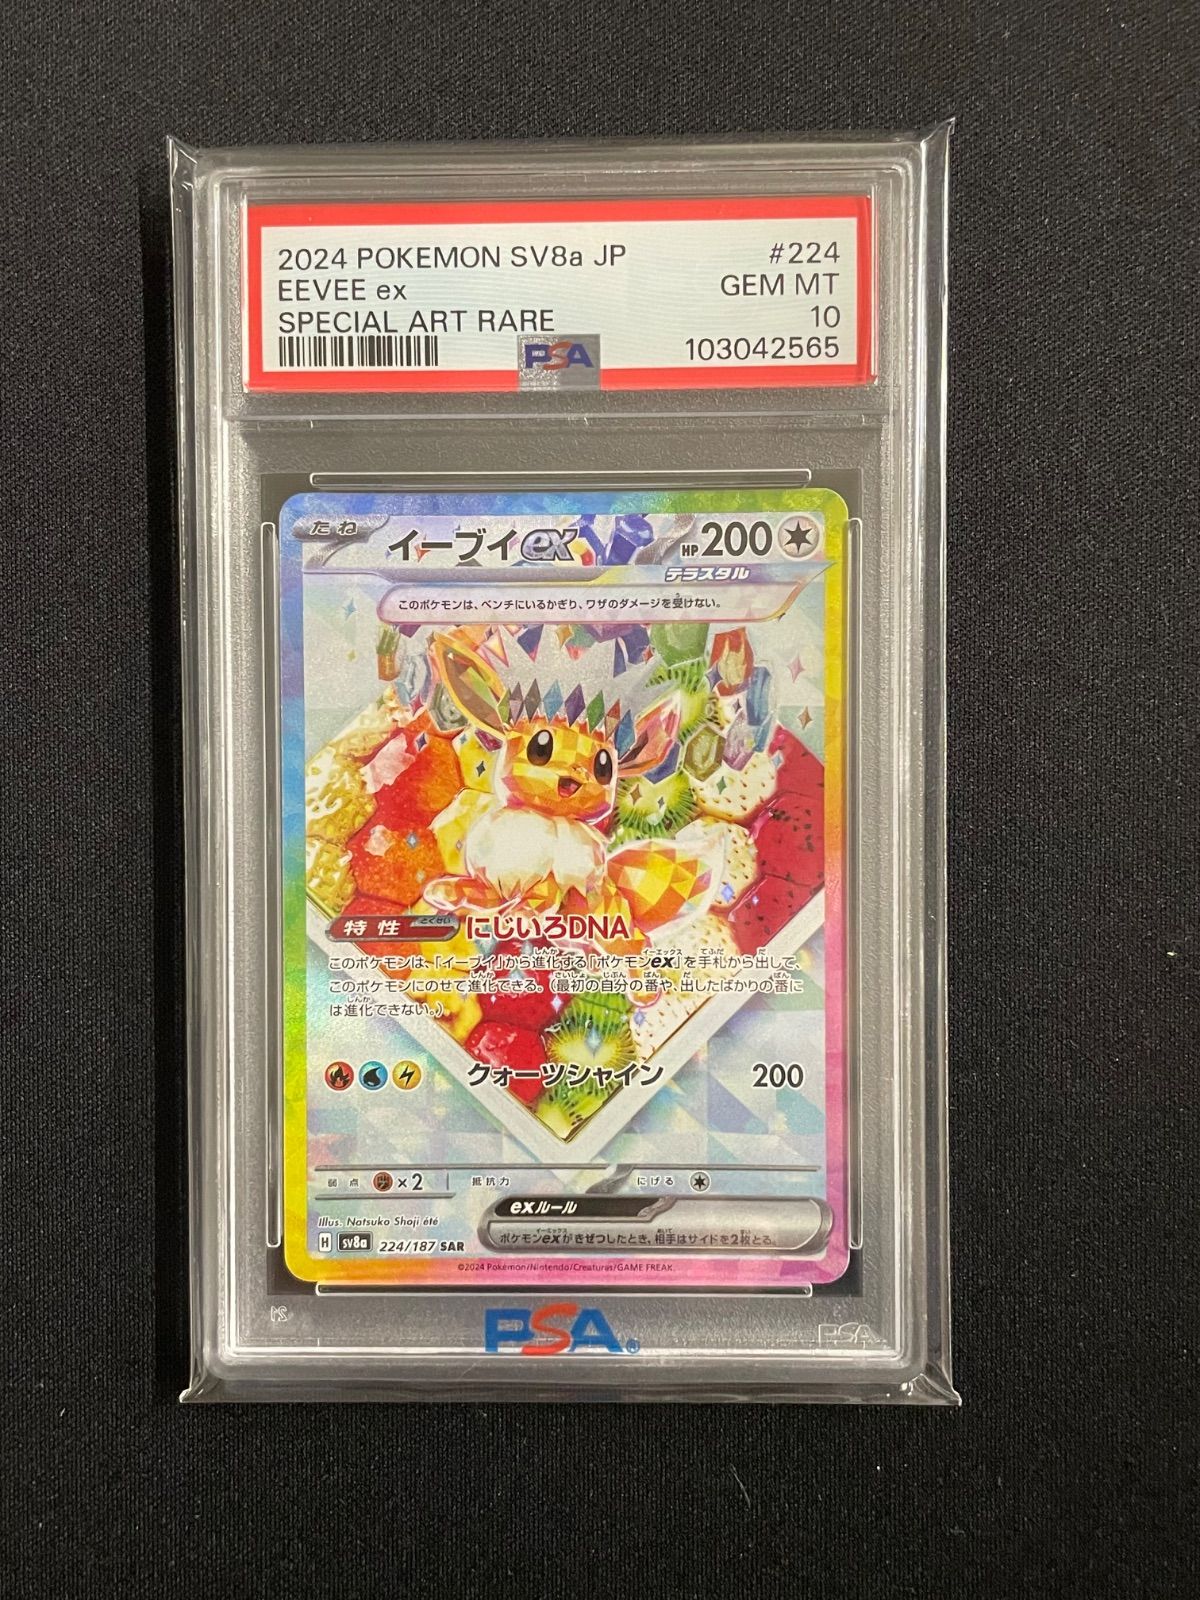 2024 POKEMON SV8a JP #224
EEVEE ex GEM MT
SPECIAL ART RARE 10
PSA 103042565
たね イーブイex HP200
テラスタル
このポケモンは、ベンチにいるかぎり、ワザのダメージを受けない。
特性 とくせい にじいろDNA
このポケモンは、「イーブイ」から進化する「ポケモンex」を手札から出して、
このポケモンにのせて進化できる。（最初の自分の番や、出したばかりの番に
は進化できない。）
クォーツシャイン 200
弱点 ×2 抵抗力 にげる
exルール
ポケモンexがきぜつしたとき、相手はサイドを2枚とる。
Illus. Natsuko Shoji été
H SV8a 224/187 SAR
©2024 Pokémon/Nintendo/Creatures/GAME FREAK.
PSA®
PSA